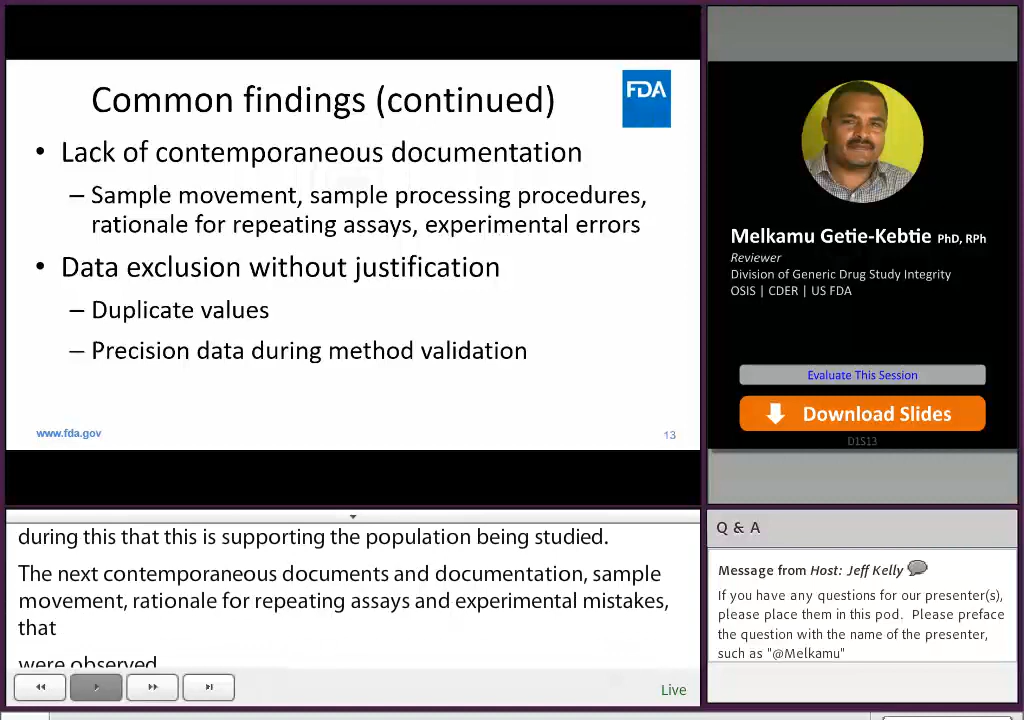 Common findings (continued)
FDA
• Lack of contemporaneous documentation
– Sample movement, sample processing procedures,
rationale for repeating assays, experimental errors
• Data exclusion without justification
– Duplicate values
– Precision data during method validation
www.fda.gov
13
Melkamu Getie-Kebtie PhD, RPh
Reviewer
Division of Generic Drug Study Integrity
OSIS | CDER | US FDA
Evaluate This Session
Download Slides
D1S13
during this that this is supporting the population being studied.
The next contemporaneous documents and documentation, sample
movement, rationale for repeating assays and experimental mistakes,
that
were observed
Live
Q & A
Message from Host: Jeff Kelly
If you have any questions for our presenter(s),
please place them in this pod. Please preface
the question with the name of the presenter,
such as "@Melkamu"